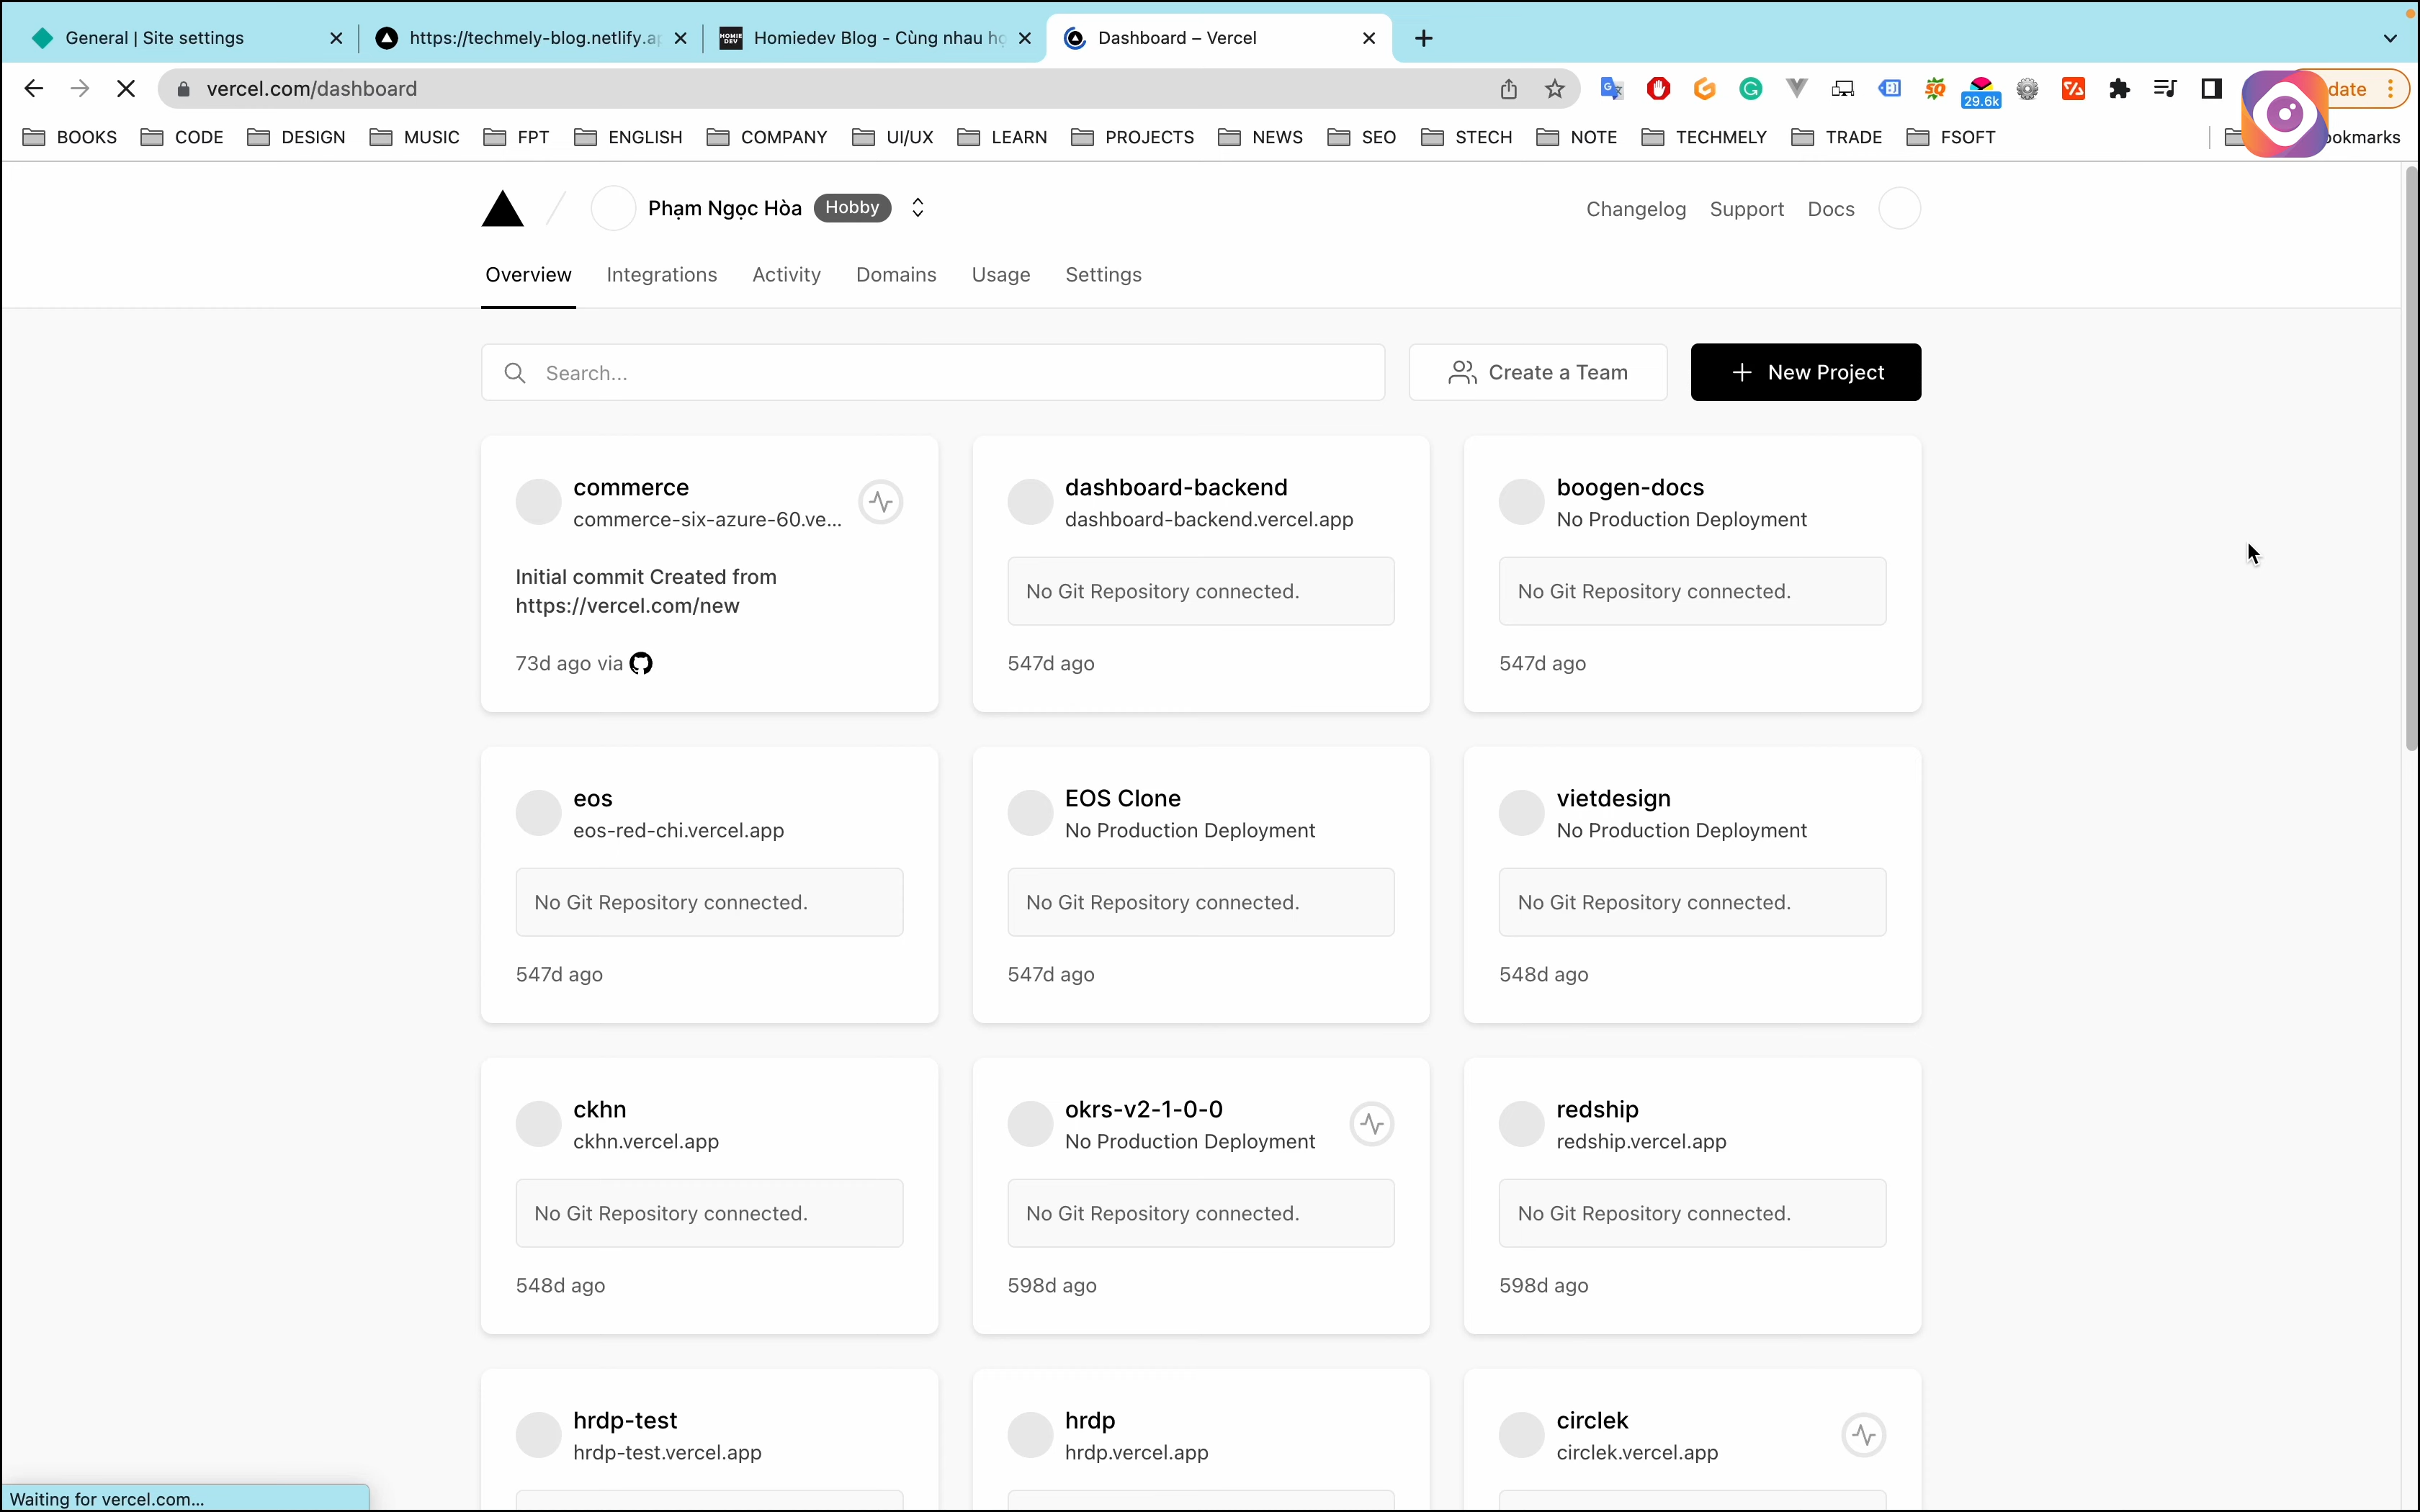 General | Site settings
https://techmely-blog.netlify.ap
HOMIE DEV
Homiedev Blog - Cùng nhau họ
Dashboard – Vercel
vercel.com/dashboard
29.6k
date
BOOKS
CODE
DESIGN
MUSIC
FPT
ENGLISH
COMPANY
UI/UX
LEARN
PROJECTS
NEWS
SEO
STECH
NOTE
TECHMELY
TRADE
FSOFT
ookmarks
Phạm Ngọc Hòa
Hobby
Changelog
Support
Docs
Overview
Integrations
Activity
Domains
Usage
Settings
Search...
Create a Team
New Project
commerce
commerce-six-azure-60.ve...
Initial commit Created from
https://vercel.com/new
73d ago via
dashboard-backend
dashboard-backend.vercel.app
No Git Repository connected.
547d ago
boogen-docs
No Production Deployment
No Git Repository connected.
547d ago
eos
eos-red-chi.vercel.app
No Git Repository connected.
547d ago
EOS Clone
No Production Deployment
No Git Repository connected.
547d ago
vietdesign
No Production Deployment
No Git Repository connected.
548d ago
ckhn
ckhn.vercel.app
No Git Repository connected.
548d ago
okrs-v2-1-0-0
No Production Deployment
No Git Repository connected.
598d ago
redship
redship.vercel.app
No Git Repository connected.
598d ago
hrdp-test
hrdp-test.vercel.app
hrdp
hrdp.vercel.app
circlek
circlek.vercel.app
Waiting for vercel.com...